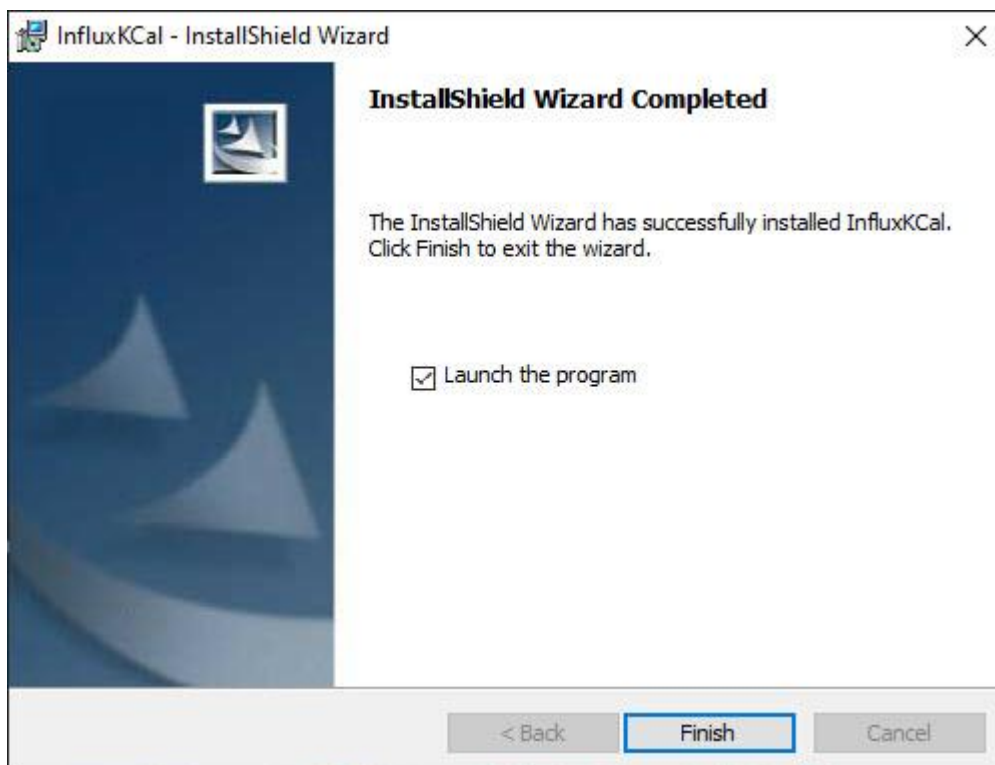 InfluxKCal - InstallShield Wizard
InstallShield Wizard Completed
The InstallShield Wizard has successfully installed InfluxKCal.
Click Finish to exit the wizard.
Launch the program
< Back
Finish
Cancel